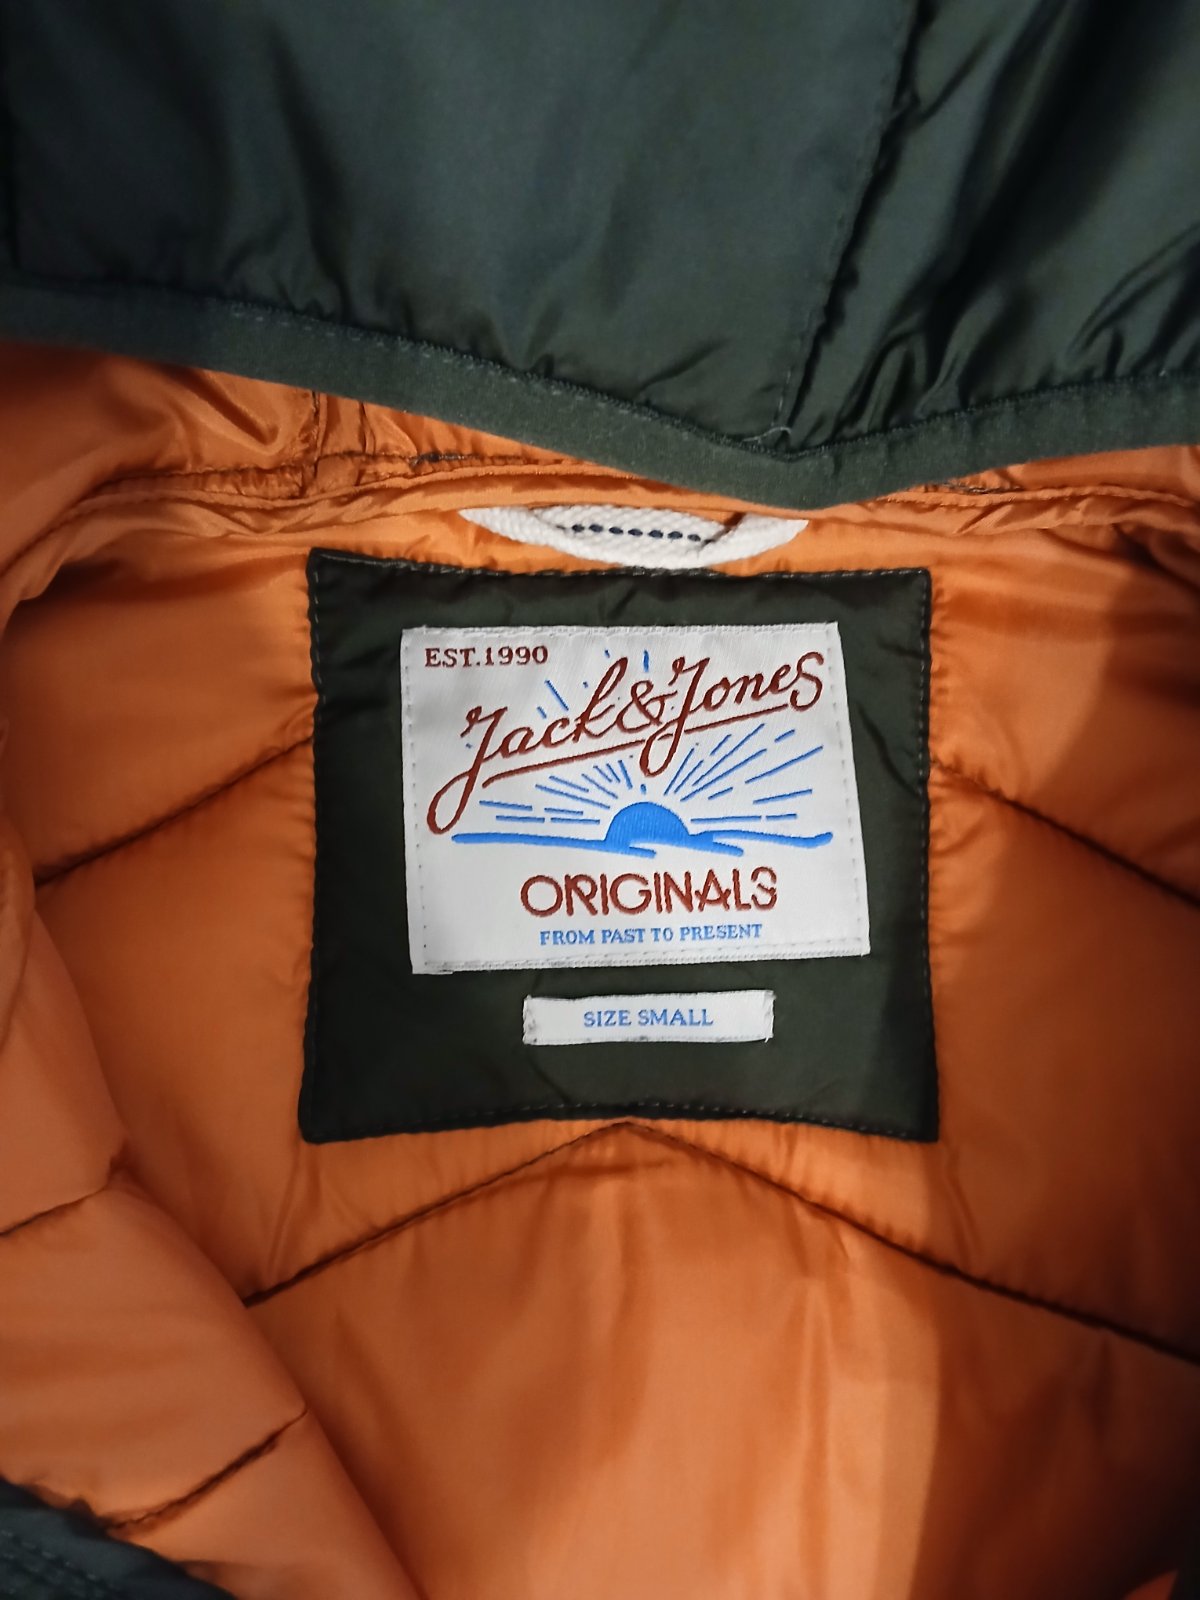 EST.1990
Jack & Jones
ORIGINALS
FROM PAST TO PRESENT
SIZE SMALL